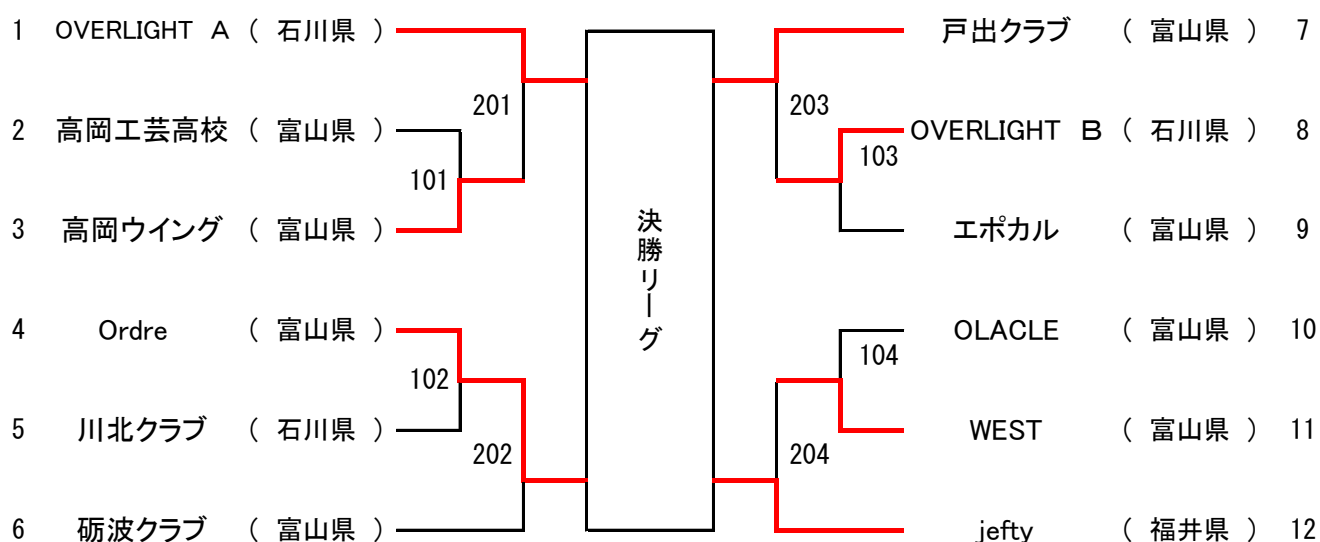 1 OVERLIGHT A ( 石川県 )
201
2 高岡工芸高校 ( 富山県 )
101
3 高岡ウイング ( 富山県 )
4 Ordre ( 富山県 )
102
5 川北クラブ ( 石川県 )
202
6 砺波クラブ ( 富山県 )
決勝リーグ
戸出クラブ ( 富山県 ) 7
203
OVERLIGHT B ( 石川県 ) 8
103
エポカル ( 富山県 ) 9
OLACLE ( 富山県 ) 10
104
WEST ( 富山県 ) 11
204
jefty ( 福井県 ) 12